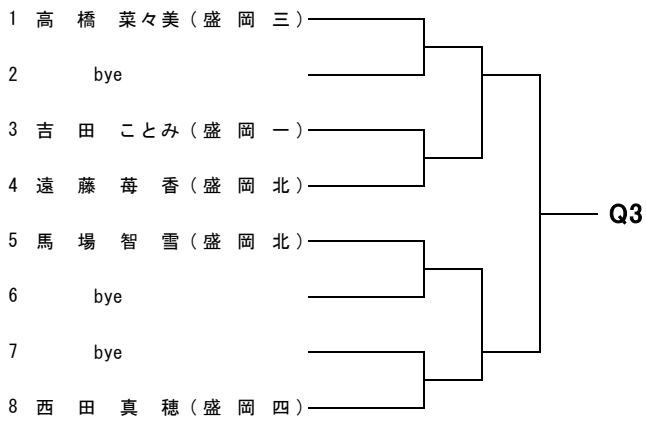 1 高 橋 菜々美(盛 岡 三)
2 bye
3 吉 田 ことみ(盛 岡 一)
4 遠 藤 苺 香(盛 岡 北)
Q3
5 馬 場 智 雪(盛 岡 北)
6 bye
7 bye
8 西 田 真 穂(盛 岡 四)